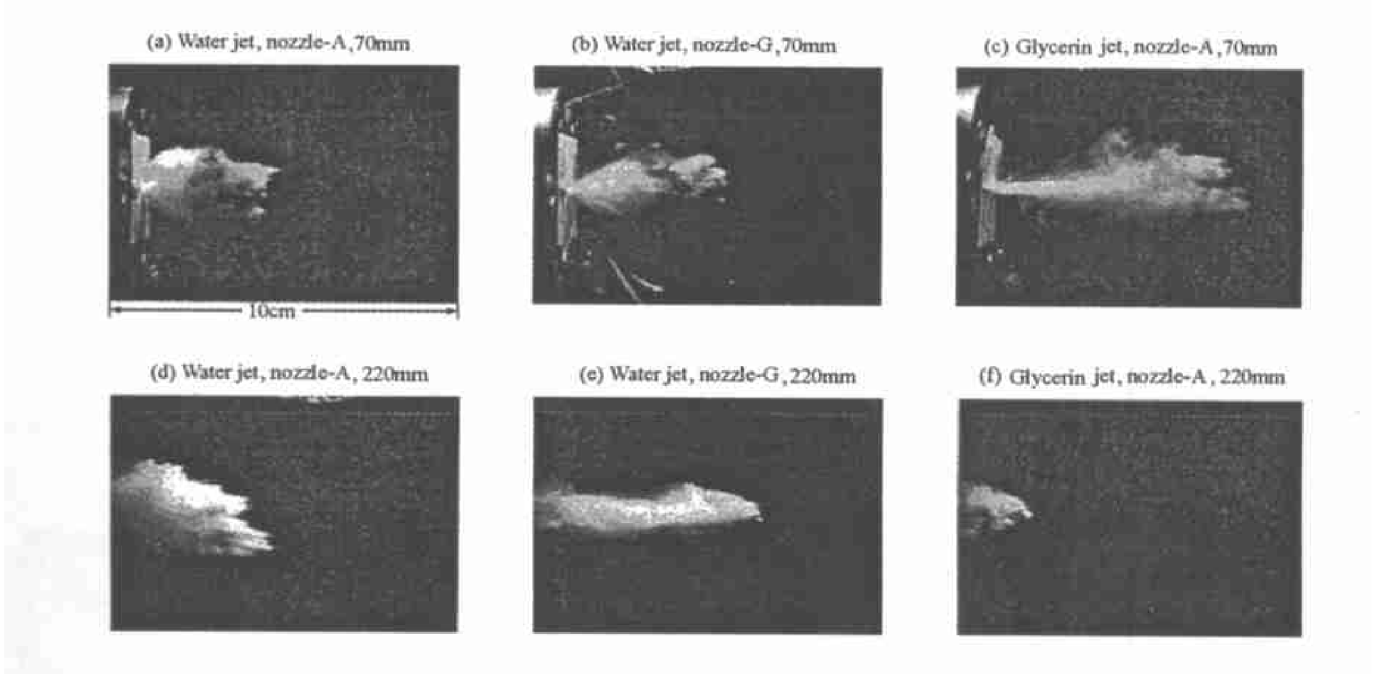 (a) Water jet, nozzle-A,70mm
(b) Water jet, nozzle-G,70mm
(c) Glycerin jet, nozzle-A,70mm
10cm
(d) Water jet, nozzle-A, 220mm
(e) Water jet, nozzle-G,220mm
(f) Glycerin jet, nozzle-A, 220mm